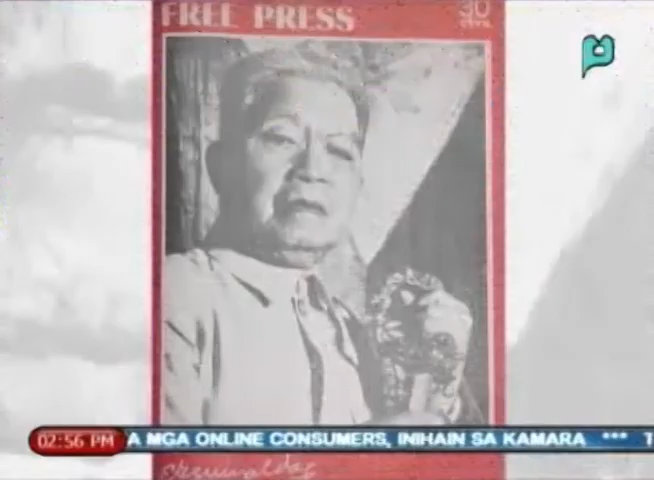 FREE PRESS
30
02:56 PM A MGA ONLINE CONSUMERS, INIHAIN SA KAMARA *** T